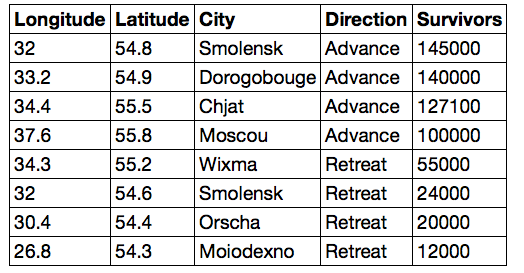 Longitude Latitude City Direction Survivors
32 54.8 Smolensk Advance 145000
33.2 54.9 Dorogobouge Advance 140000
34.4 55.5 Chjat Advance 127100
37.6 55.8 Moscou Advance 100000
34.3 55.2 Wixma Retreat 55000
32 54.6 Smolensk Retreat 24000
30.4 54.4 Orscha Retreat 20000
26.8 54.3 Moiodexno Retreat 12000